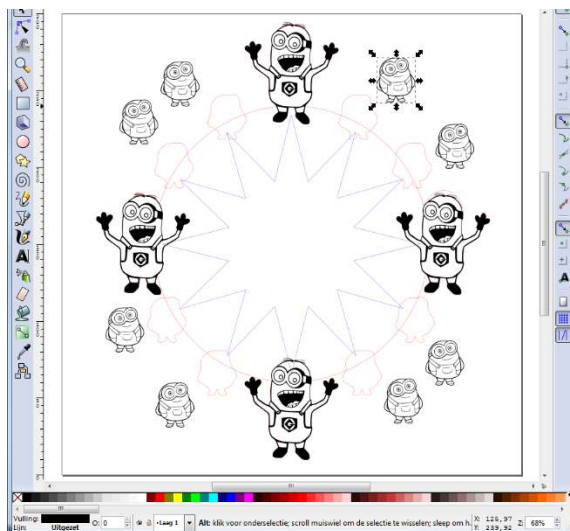 Vulling:
Lijn: Uitgezet
O: 0
Laag 1
Alt: klik voor onderselectie; scroll muiswiel om de selectie te wisselen; sleep om h.
X: 126,97
Y: 239,92
Z: 68%